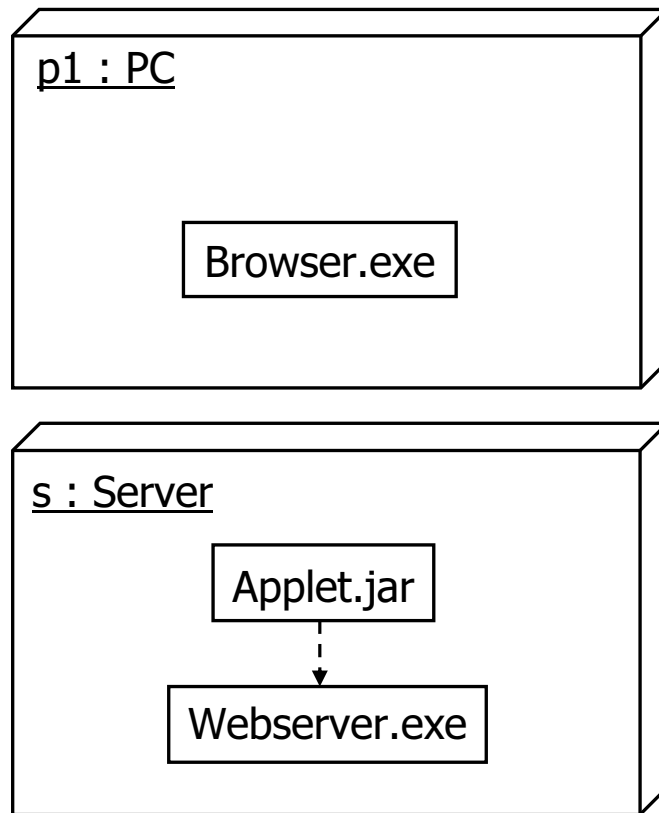 p1 : PC
Browser.exe
s : Server
Applet.jar
Webserver.exe